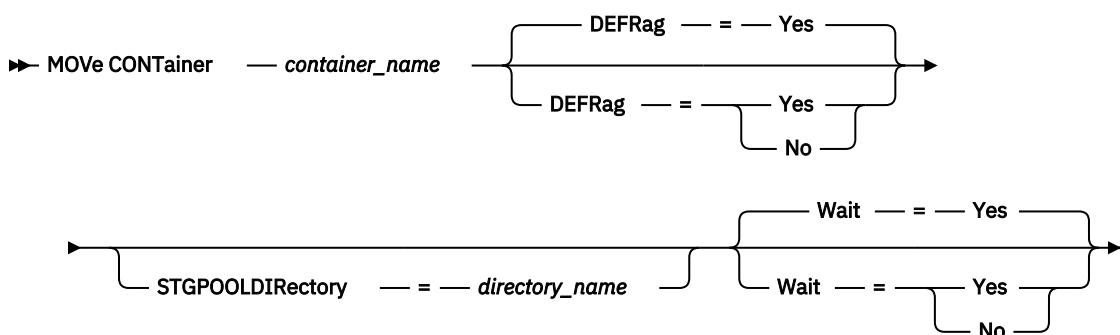 DEFRag = Yes
MOVe CONTainer container_name
DEFRag = Yes
No
Wait = Yes
STGPOOLDIRectory = directory_name
Wait = Yes
No